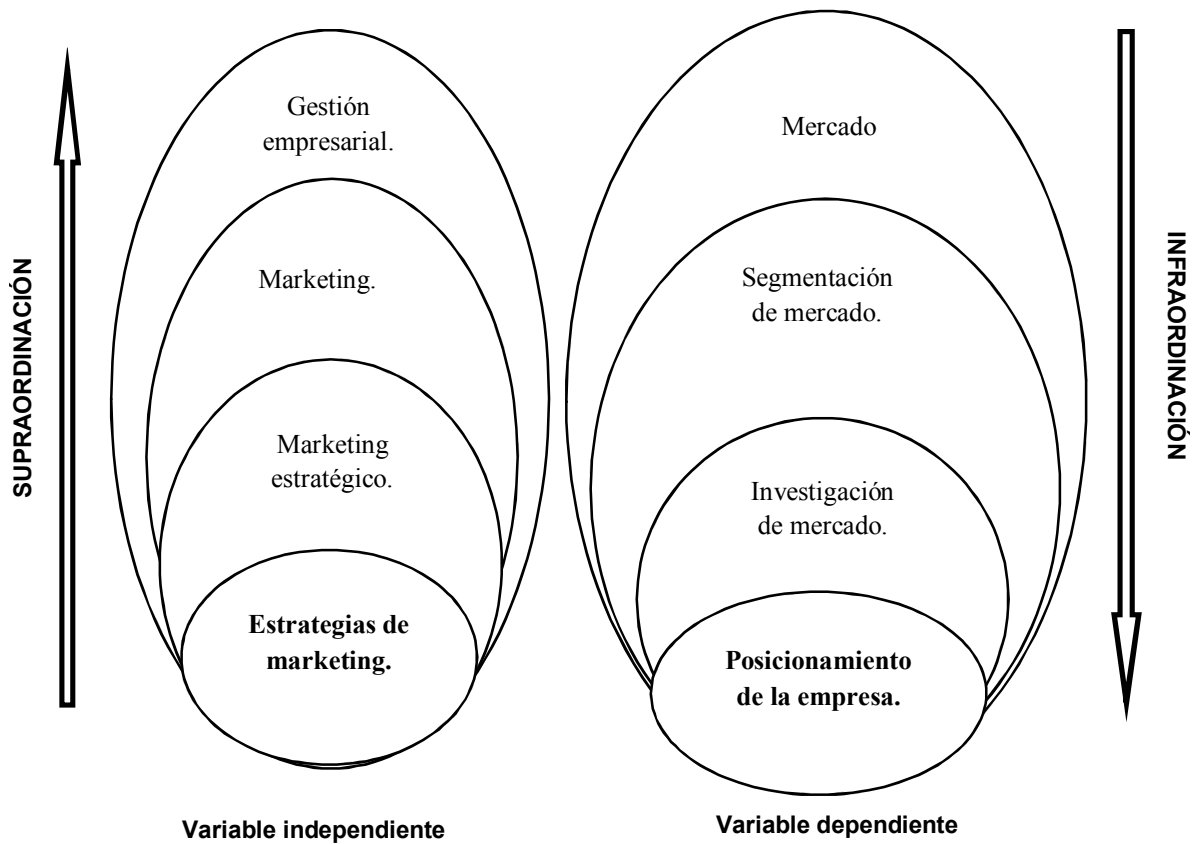 SUPRAORDINACIÓN
Gestión
empresarial.
Marketing.
Marketing
estratégico.
Estrategias de
marketing.
Variable independiente
Mercado
Segmentación
de mercado.
Investigación
de mercado.
Posicionamiento
de la empresa.
Variable dependiente
INFRAORDINACIÓN